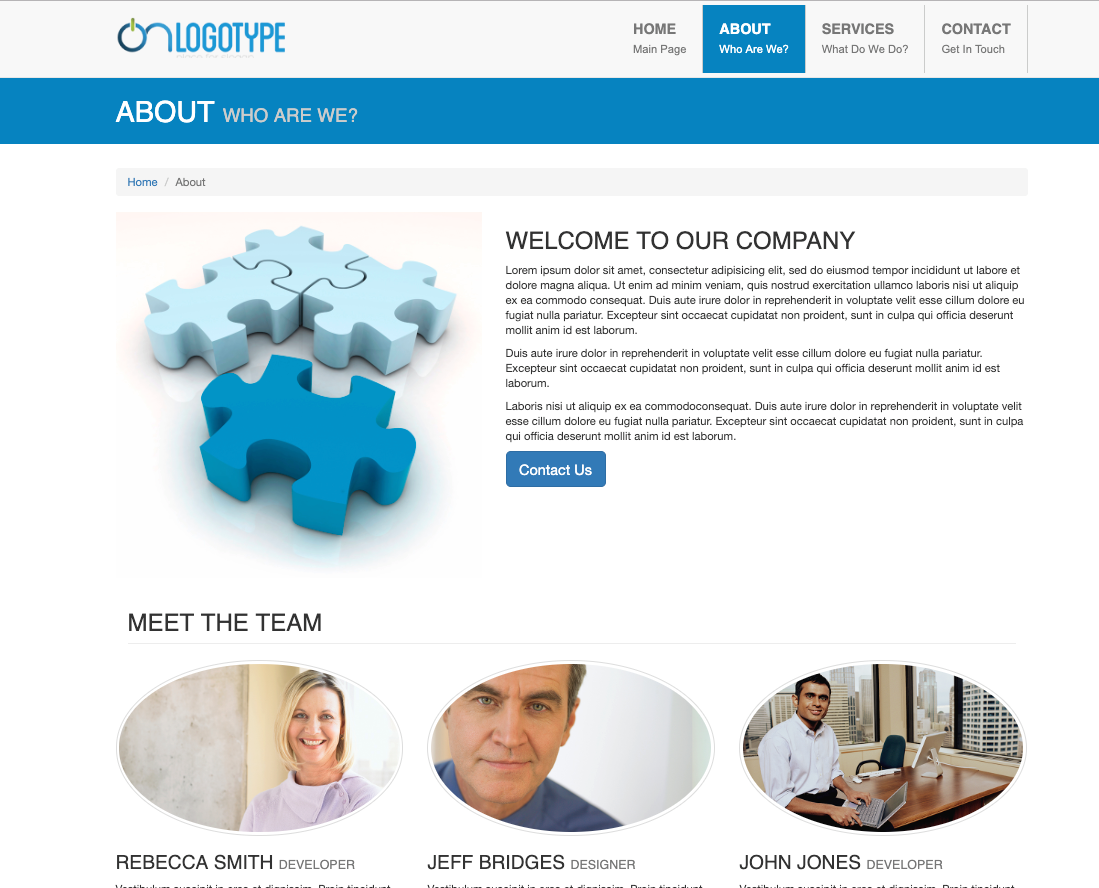 ON LOGOTYPE
HOME
Main Page
ABOUT
Who Are We?
SERVICES
What Do We Do?
CONTACT
Get In Touch
ABOUT WHO ARE WE?
Home / About
WELCOME TO OUR COMPANY
Lorem ipsum dolor sit amet, consectetur adipisicing elit, sed do eiusmod tempor incididunt ut labore et
dolore magna aliqua. Ut enim ad minim veniam, quis nostrud exercitation ullamco laboris nisi ut aliquip
ex ea commodo consequat. Duis aute irure dolor in reprehenderit in voluptate velit esse cillum dolore eu
fugiat nulla pariatur. Excepteur sint occaecat cupidatat non proident, sunt in culpa qui officia deserunt
mollit anim id est laborum.
Duis aute irure dolor in reprehenderit in voluptate velit esse cillum dolore eu fugiat nulla pariatur.
Excepteur sint occaecat cupidatat non proident, sunt in culpa qui officia deserunt mollit anim id est
laborum.
Laboris nisi ut aliquip ex ea commodoconsequat. Duis aute irure dolor in reprehenderit in voluptate velit
esse cillum dolore eu fugiat nulla pariatur. Excepteur sint occaecat cupidatat non proident, sunt in culpa
qui officia deserunt mollit anim id est laborum.
Contact Us
MEET THE TEAM
REBECCA SMITH DEVELOPER
JEFF BRIDGES DESIGNER
JOHN JONES DEVELOPER